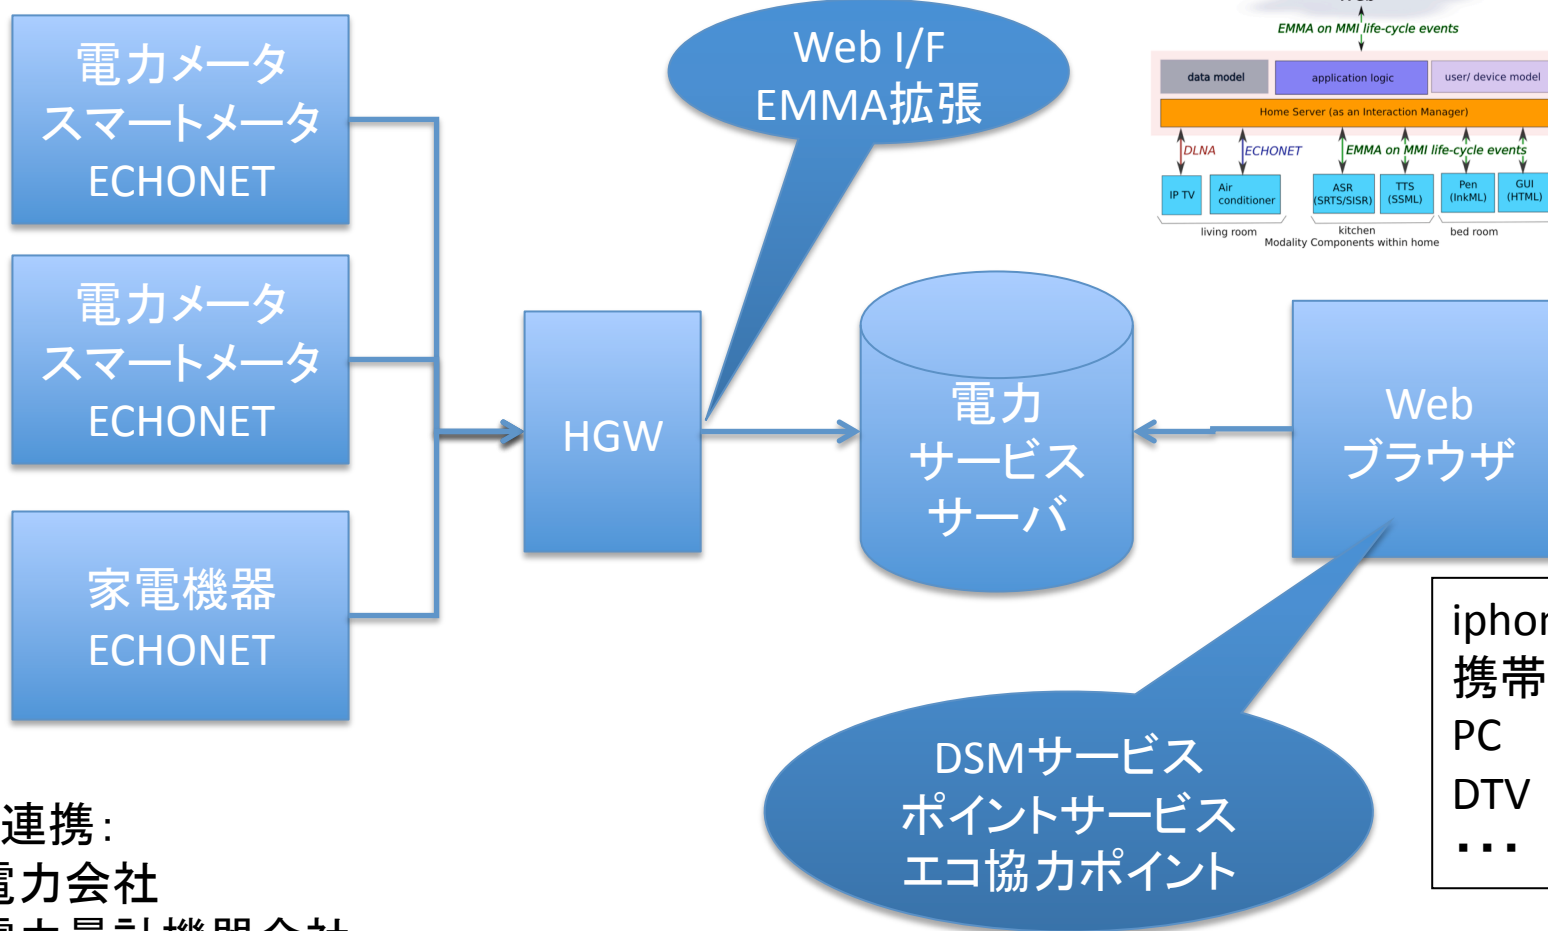 電力メータ
スマートメータ
ECHONET
電力メータ
スマートメータ
ECHONET
家電機器
ECHONET
HGW
Web I/F
EMMA拡張
電力
サービス
サーバ
Web
ブラウザ
DSMサービス
ポイントサービス
エコ協力ポイント
EMMA on MMI life-cycle events
data model
application logic
user/ device model
Home Server (as an Interaction Manager)
DLNA
ECHONET
EMMA on MMI life-cycle events
IP TV
Air
conditioner
ASR
(SRTS/SISR)
TTS
(SSML)
Pen
(InkML)
GUI
(HTML)
living room
kitchen
bed room
Modality Components within home
携帯
PC
DTV
・・・
連携：
電力会社